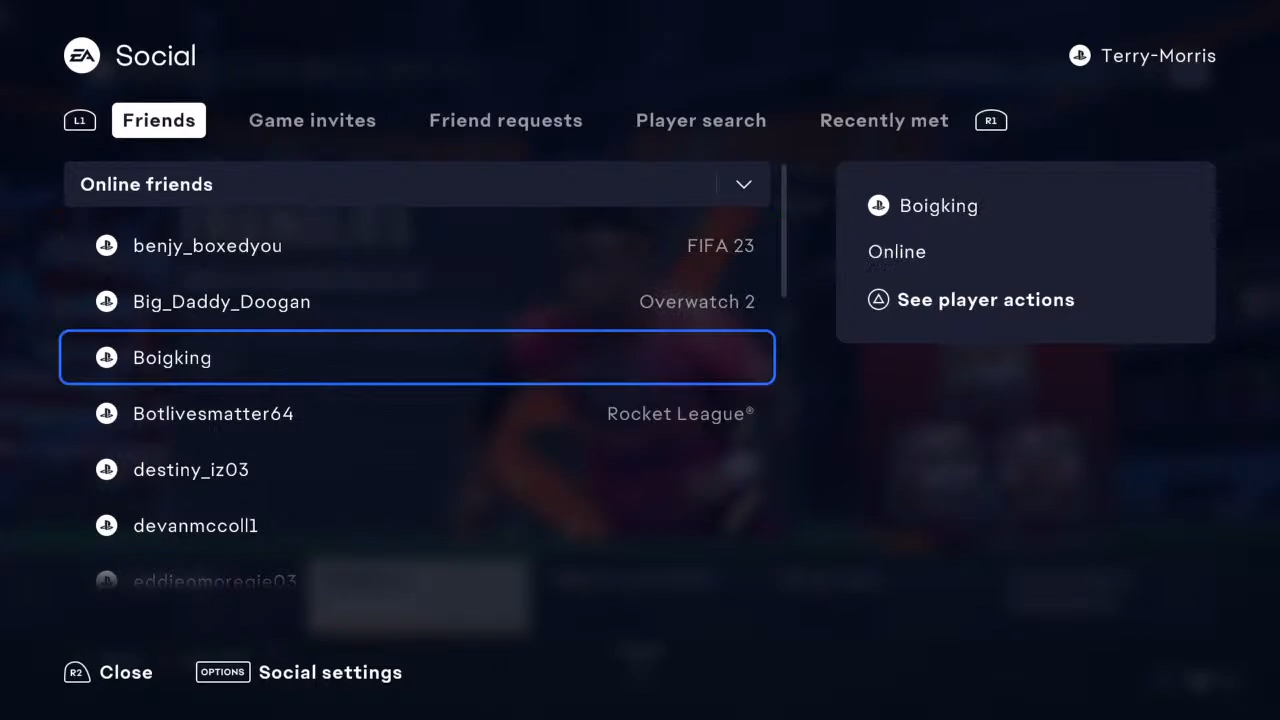 EA Social
Terry-Morris
L1 Friends Game invites Friend requests Player search Recently met R1
Online friends
benjy_boxedyou FIFA 23
Big_Daddy_Doogan Overwatch 2
Boigking
Botlivesmatter64 Rocket League®
destiny_iz03
devanmccoll1
eddieomoregie03
Boigking
Online
See player actions
R2 Close OPTIONS Social settings